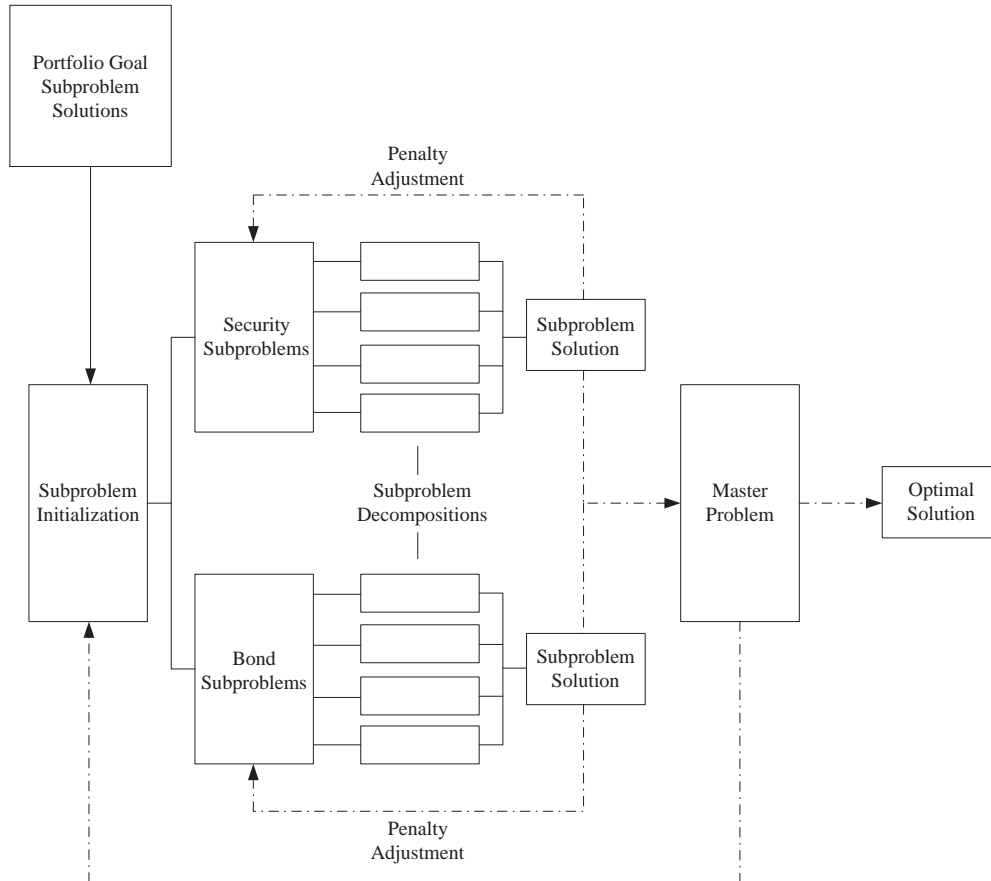 Portfolio Goal
Subproblem
Solutions
Penalty
Adjustment
Security
Subproblems
Subproblem
Solution
Subproblem
Initialization
Subproblem
Decompositions
Master
Problem
Optimal
Solution
Bond
Subproblems
Subproblem
Solution
Penalty
Adjustment